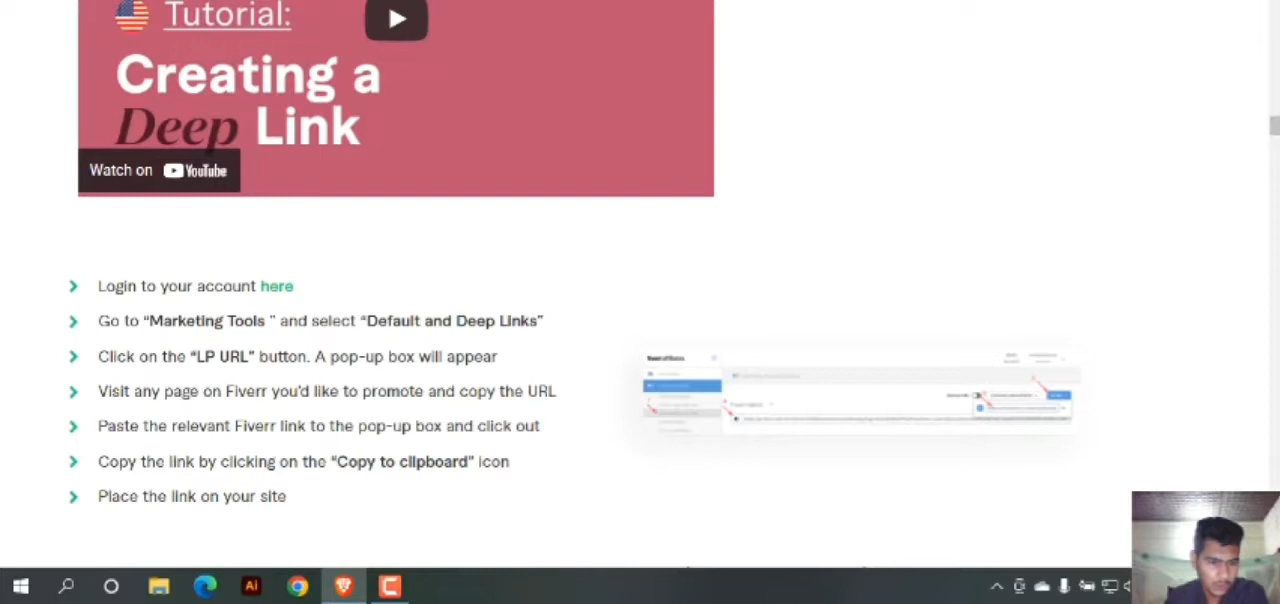 Tutorial:
Creating a
Deep Link
Watch on YouTube
Login to your account here
Go to “Marketing Tools ” and select “Default and Deep Links”
Click on the “LP URL” button. A pop-up box will appear
Visit any page on Fiverr you’d like to promote and copy the URL
Paste the relevant Fiverr link to the pop-up box and click out
Copy the link by clicking on the “Copy to clipboard” icon
Place the link on your site
Ai